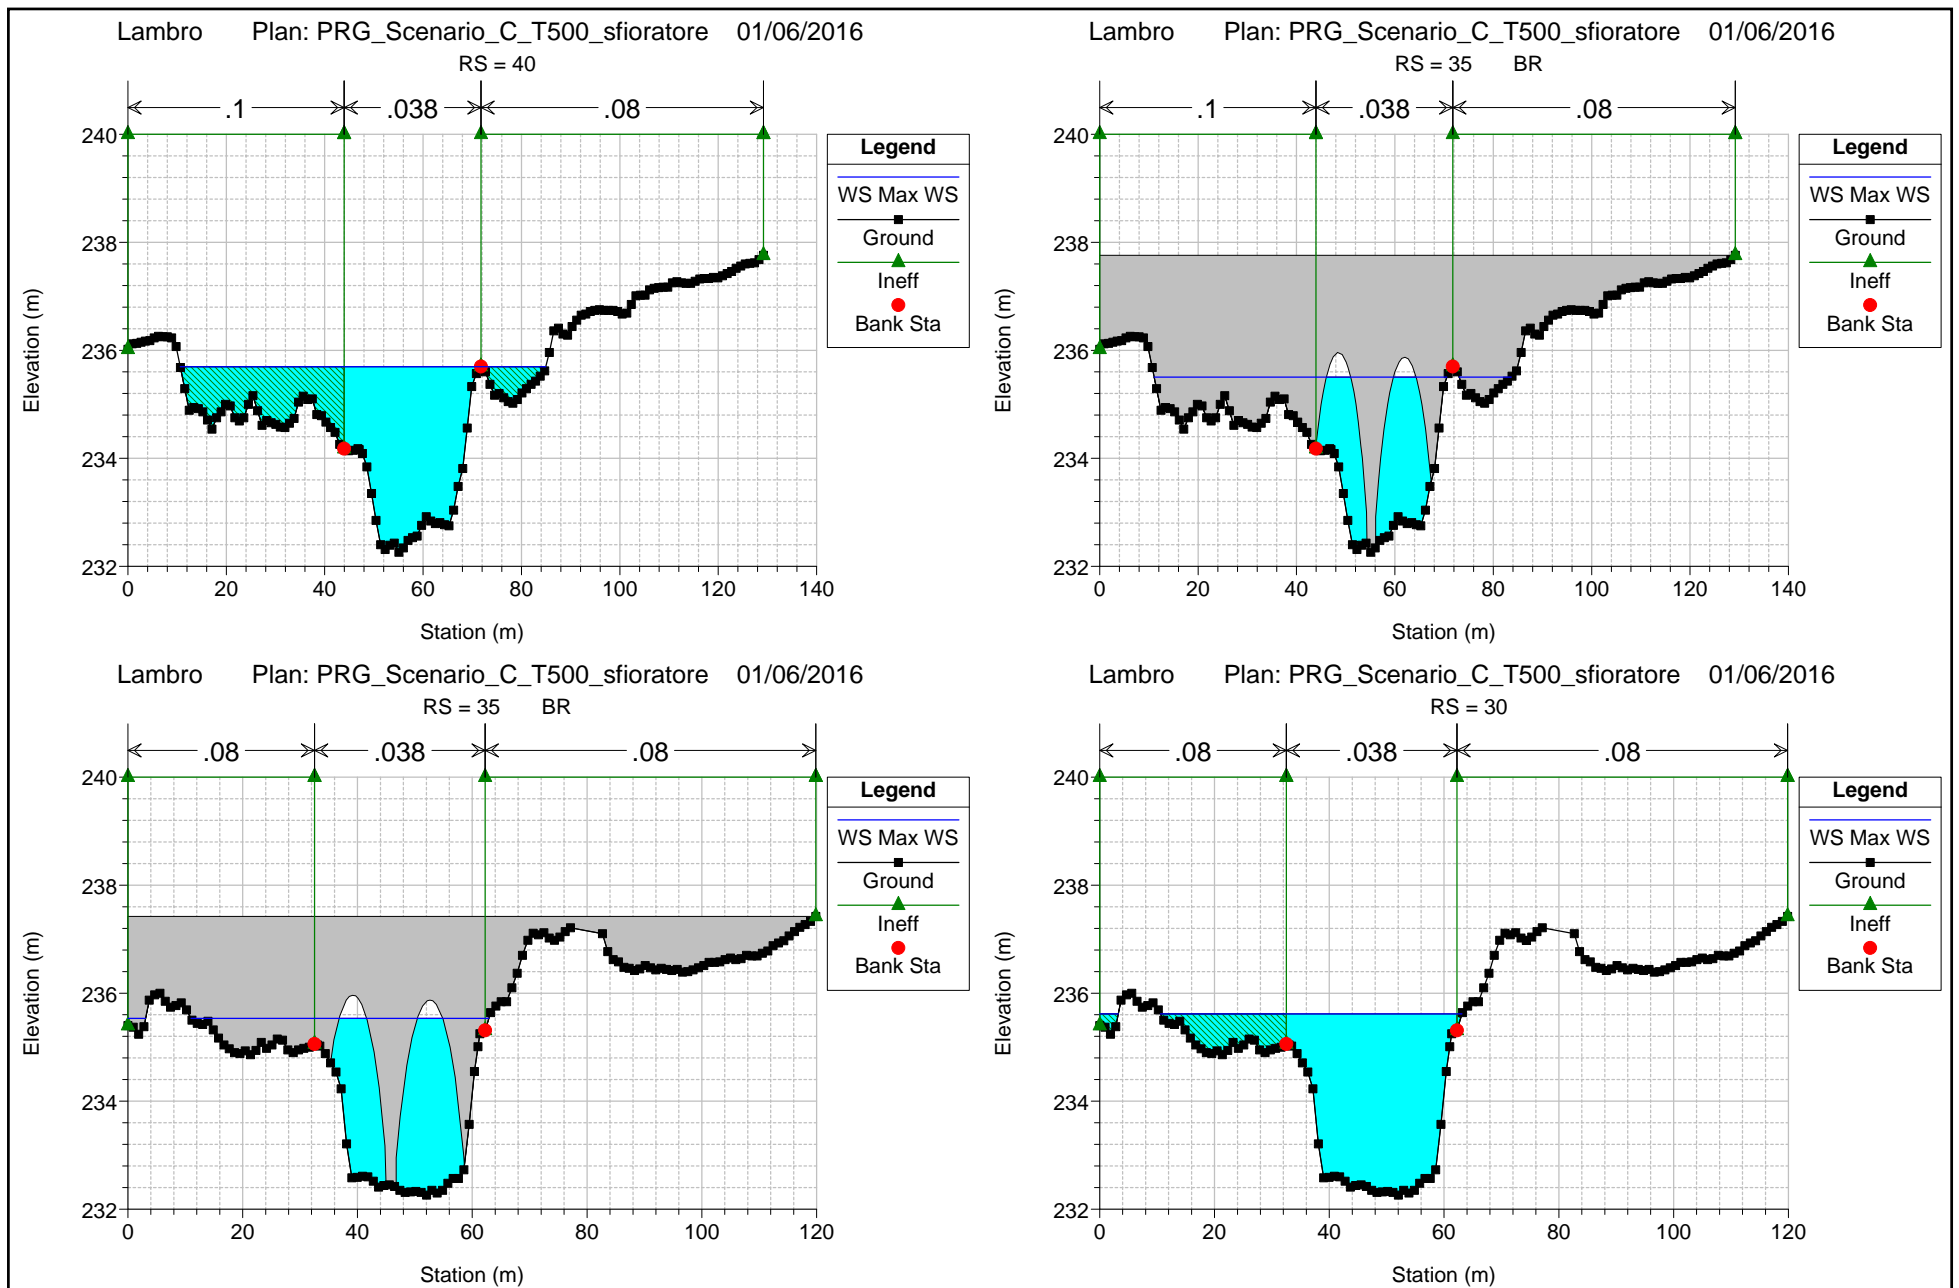 Lambro Plan: PRG_Scenario_C_T500_sfioratore 01/06/2016
RS = 40
.1 .038 .08
240
238
236
234
232
Elevation (m)
0 20 40 60 80 100 120 140
Station (m)
Legend
WS Max WS
Ground
Ineff
Bank Sta
Lambro Plan: PRG_Scenario_C_T500_sfioratore 01/06/2016
RS = 35 BR
.1 .038 .08
240
238
236
234
232
Elevation (m)
0 20 40 60 80 100 120 140
Station (m)
Legend
WS Max WS
Ground
Ineff
Bank Sta
Lambro Plan: PRG_Scenario_C_T500_sfioratore 01/06/2016
RS = 35 BR
.08 .038 .08
240
238
236
234
232
Elevation (m)
0 20 40 60 80 100 120
Station (m)
Legend
WS Max WS
Ground
Ineff
Bank Sta
Lambro Plan: PRG_Scenario_C_T500_sfioratore 01/06/2016
RS = 30
.08 .038 .08
240
238
236
234
232
Elevation (m)
0 20 40 60 80 100 120
Station (m)
Legend
WS Max WS
Ground
Ineff
Bank Sta